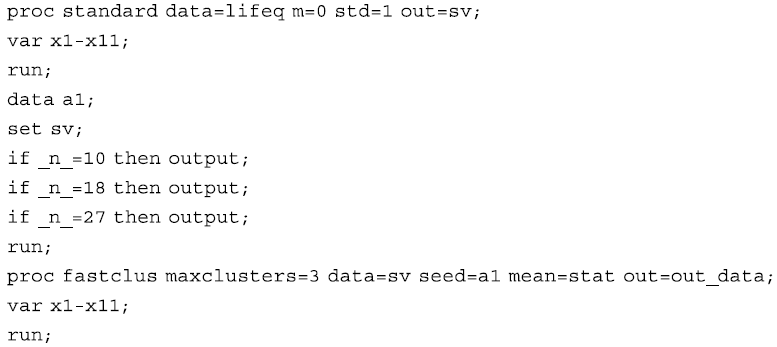 proc standard data=lifeq m=0 std=1 out=sv;
var x1-x11;
run;
data a1;
set sv;
if _n_=10 then output;
if _n_=18 then output;
if _n_=27 then output;
run;
proc fastclus maxclusters=3 data=sv seed=a1 mean=stat out=out_data;
var x1-x11;
run;